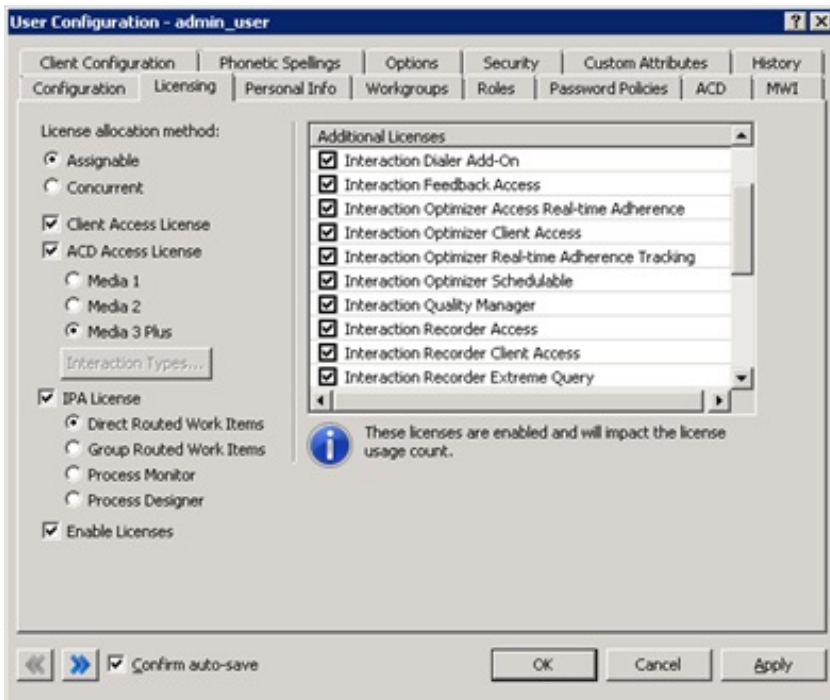 User Configuration - admin_user
Client Configuration
Phonetic Spellings
Options
Security
Custom Attributes
History
Configuration
Licensing
Personal Info
Workgroups
Roles
Password Policies
ACD
MWI
License allocation method:
Assignable
Concurrent
Client Access License
ACD Access License
Media 1
Media 2
Media 3 Plus
Interaction Types...
IPA License
Direct Routed Work Items
Group Routed Work Items
Process Monitor
Process Designer
Enable Licenses
Additional Licenses
Interaction Dialer Add-On
Interaction Feedback Access
Interaction Optimizer Access Real-time Adherence
Interaction Optimizer Client Access
Interaction Optimizer Real-time Adherence Tracking
Interaction Optimizer Schedulable
Interaction Quality Manager
Interaction Recorder Access
Interaction Recorder Client Access
Interaction Recorder Extreme Query
These licenses are enabled and will impact the license
usage count.
Confirm auto-save
OK
Cancel
Apply